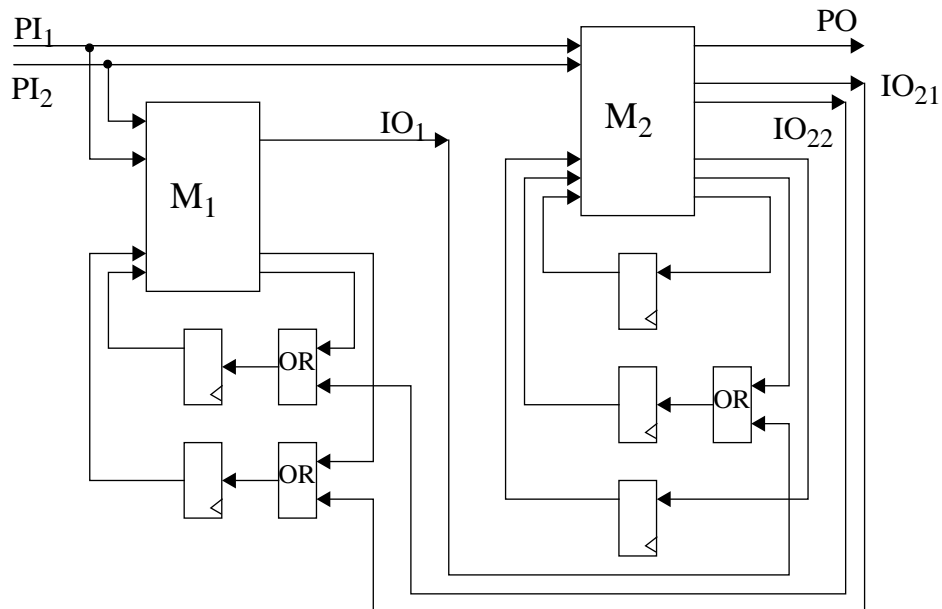 PI₁
PO
PI₂
IO₂₁
M₂
IO₁
IO₂₂
M₁
OR
OR
OR